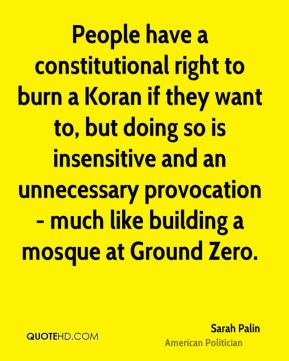 People have a
constitutional right to
burn a Koran if they want
to, but doing so is
insensitive and an
unnecessary provocation
- much like building a
mosque at Ground Zero.
Sarah Palin
QUOTEHD.COM
American Politician